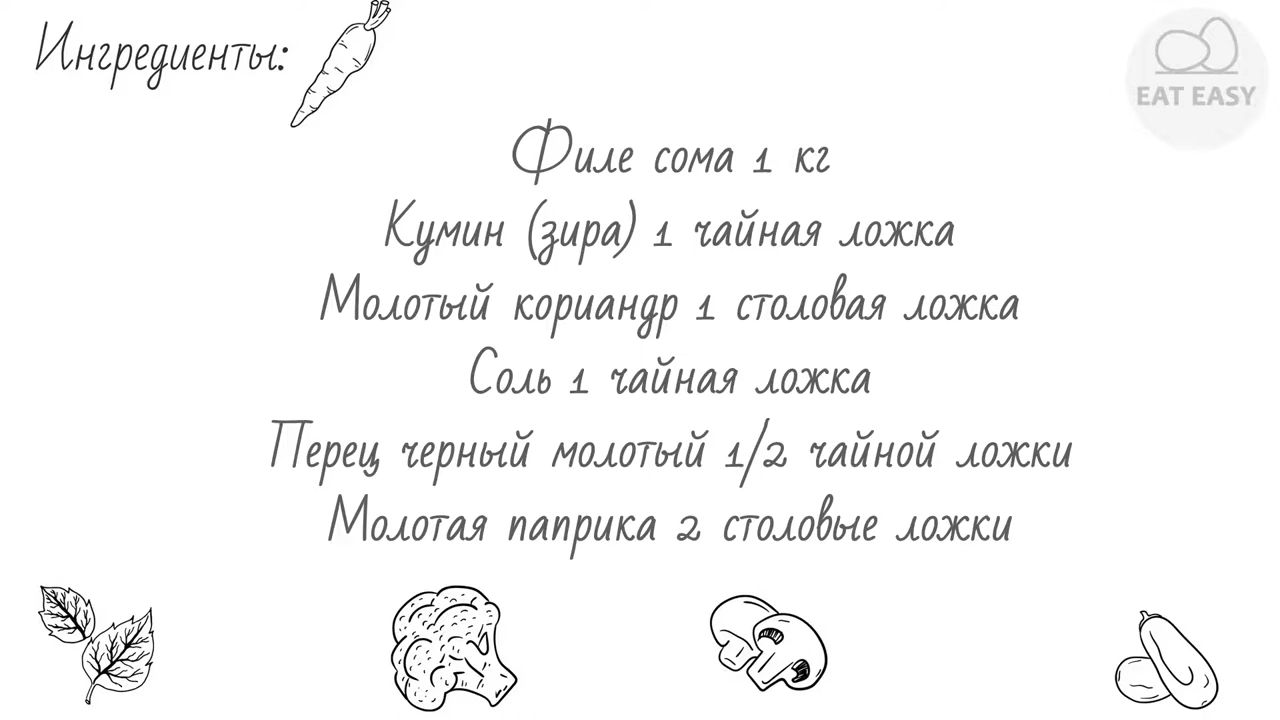 Ингредиенты:
EAT EASY
Филе сома 1 кг
Кумин (зира) 1 чайная ложка
Молотый кориандр 1 столовая ложка
Соль 1 чайная ложка
Перец черный молотый 1/2 чайной ложки
Молотая паприка 2 столовые ложки